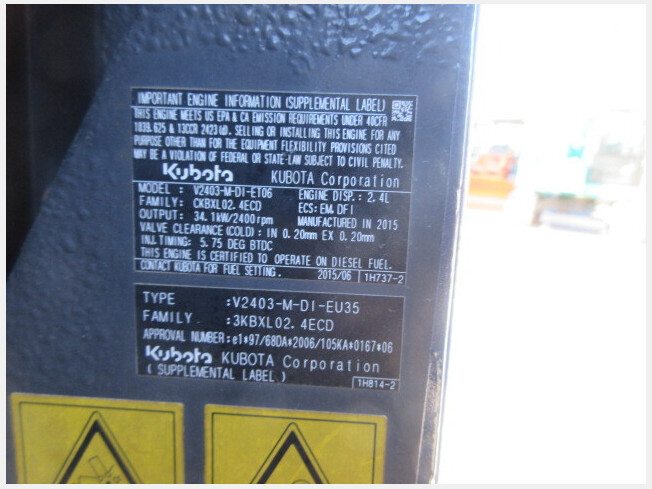 IMPORTANT ENGINE INFORMATION (SUPPLEMENTAL LABEL)
THIS ENGINE MEETS US EPA & CA EMISSION REQUIREMENTS UNDER 40CFR
1039.625 & 13CCR 2423(d). SELLING OR INSTALLING THIS ENGINE FOR ANY
PURPOSE OTHER THAN FOR THE EQUIPMENT FLEXIBILITY PROVISIONS CITED
MAY BE A VIOLATION OF FEDERAL OR STATE-LAW SUBJECT TO CIVIL PENALTY.
Kubota KUBOTA Corporation
MODEL : V2403-M-DI-ET06 ENGINE DISP.: 2.4L
FAMILY: CKBXL02.4ECD ECS: EM, DFI
OUTPUT: 34.1kW/2400rpm MANUFACTURED IN 2015
VALVE CLEARANCE (COLD): IN 0.20mm EX 0.20mm
INJ.TIMING: 5.75 DEG BTDC
THIS ENGINE IS CERTIFIED TO OPERATE ON DIESEL FUEL.
CONTACT KUBOTA FOR FUEL SETTING. 2015/06 1H737-2
TYPE :V2403-M-DI-EU35
FAMILY :3KBXL02.4ECD
APPROVAL NUMBER:e1*97/68DA*2006/105KA*0167*06
Kubota KUBOTA Corporation
(SUPPLEMENTAL LABEL) 1H814-2